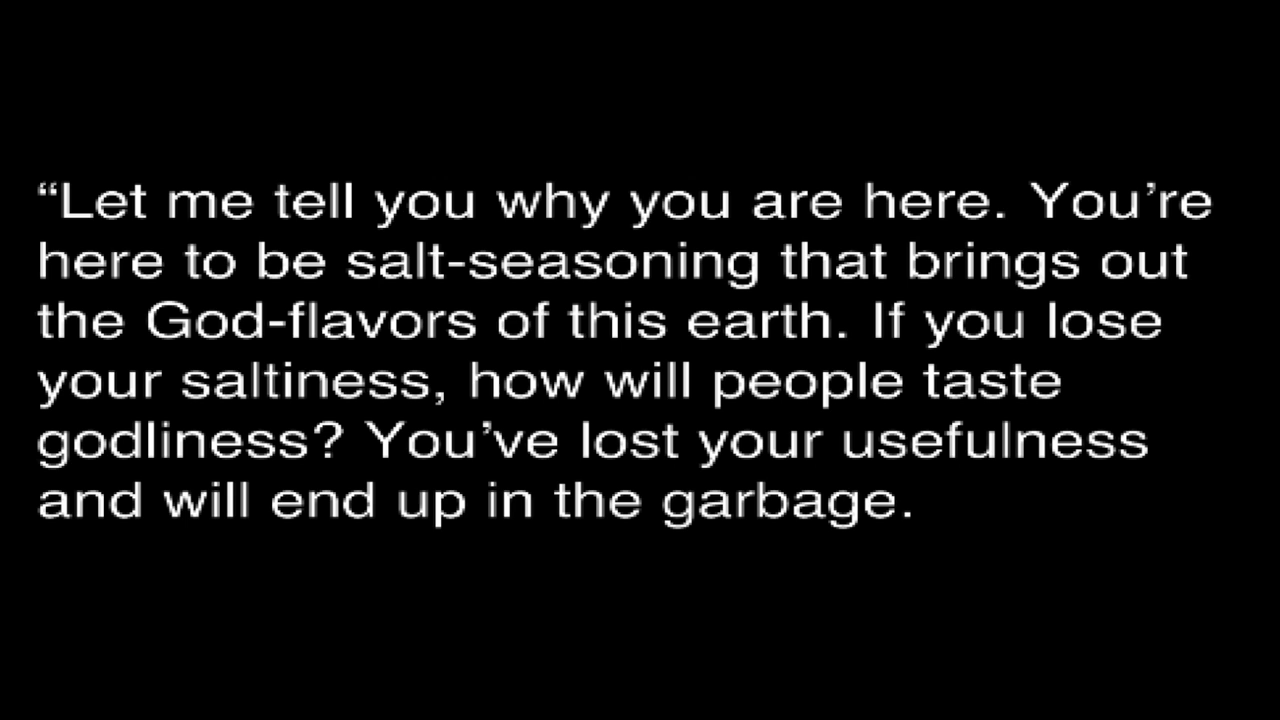 “Let me tell you why you are here. You’re
here to be salt-seasoning that brings out
the God-flavors of this earth. If you lose
your saltiness, how will people taste
godliness? You’ve lost your usefulness
and will end up in the garbage.